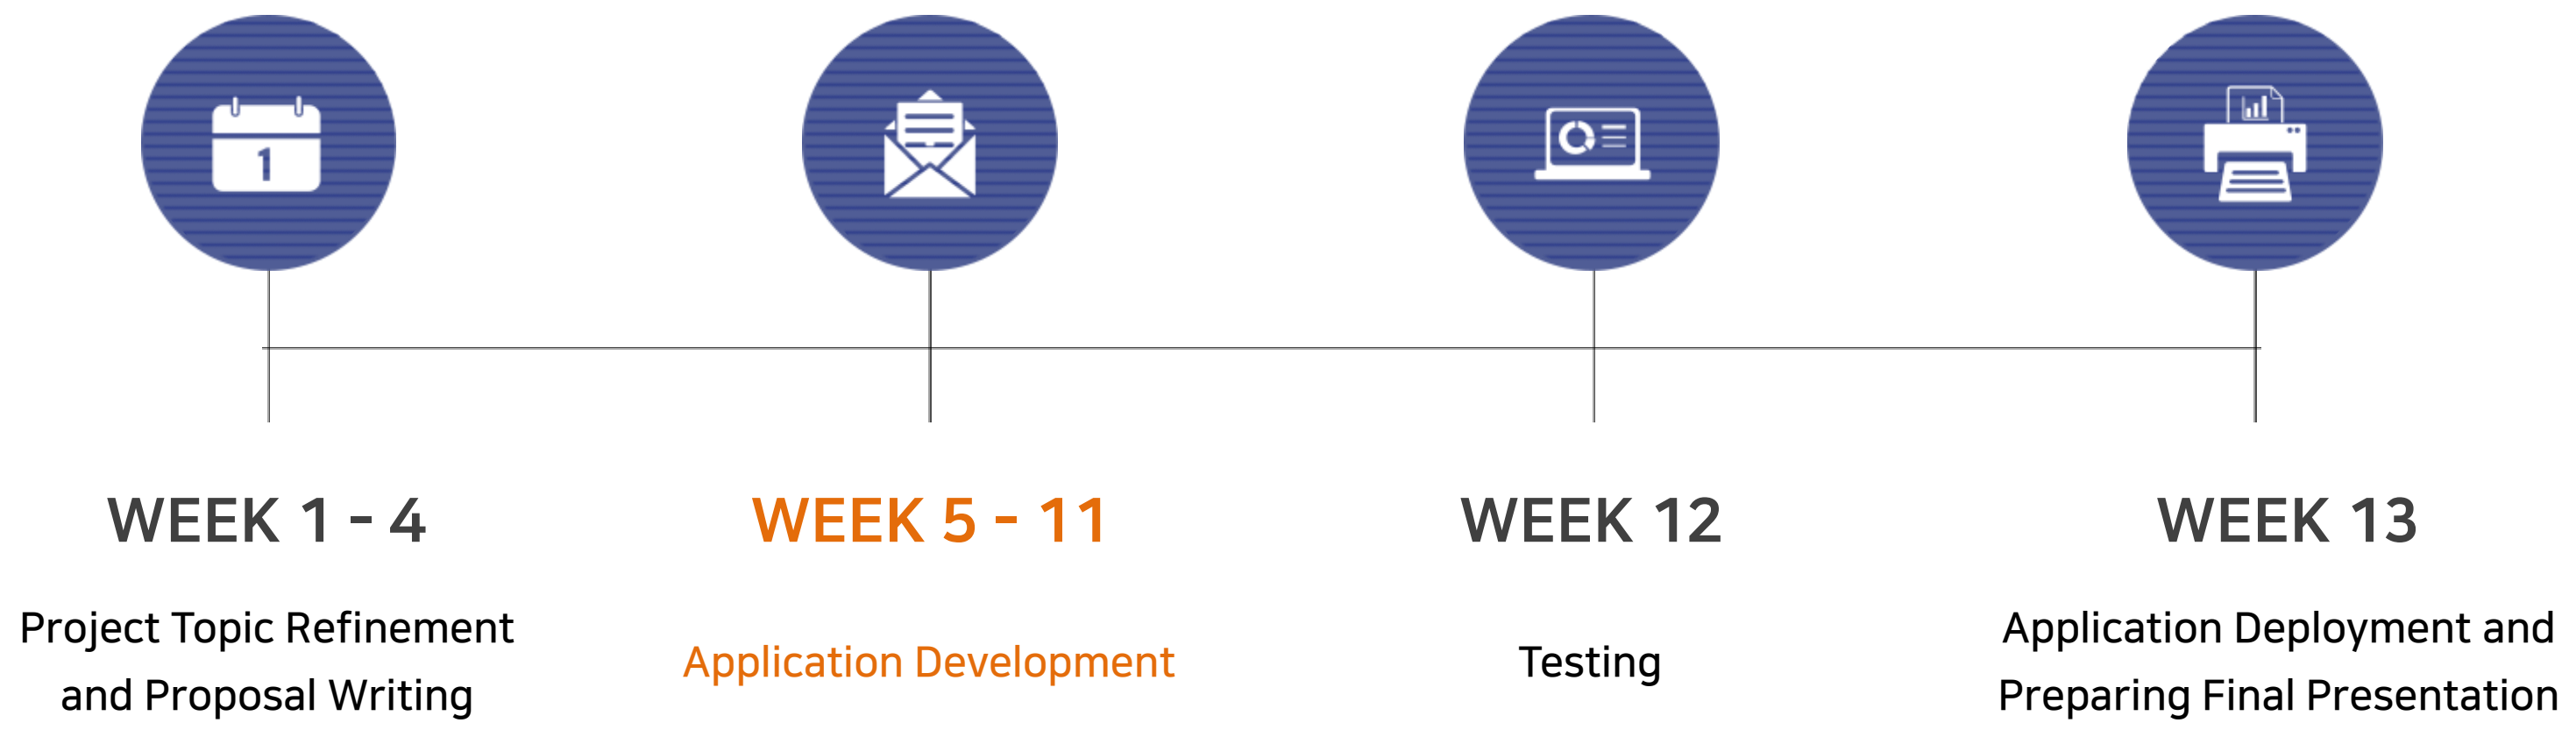 1
WEEK 1 - 4
Project Topic Refinement
and Proposal Writing
WEEK 5 - 11
Application Development
WEEK 12
Testing
WEEK 13
Application Deployment and
Preparing Final Presentation